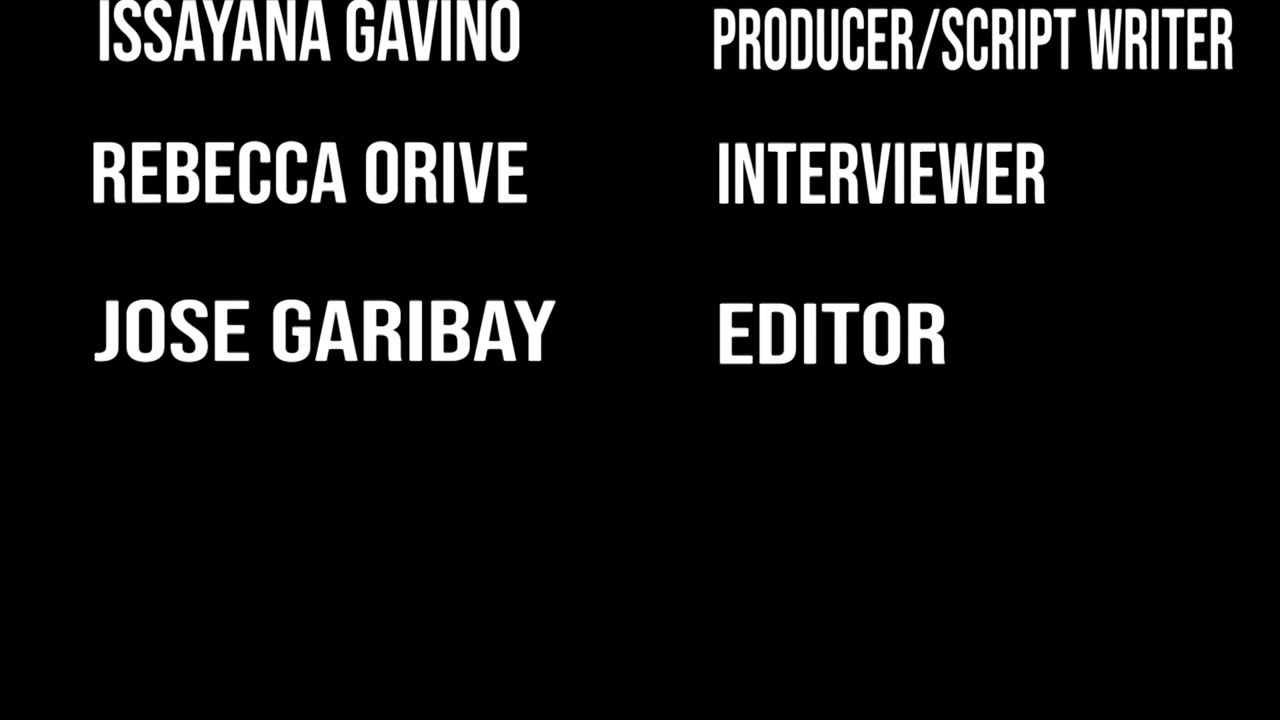 ISSAYANA GAVINO PRODUCER/SCRIPT WRITER
REBECCA ORIVE INTERVIEWER
JOSE GARIBAY EDITOR